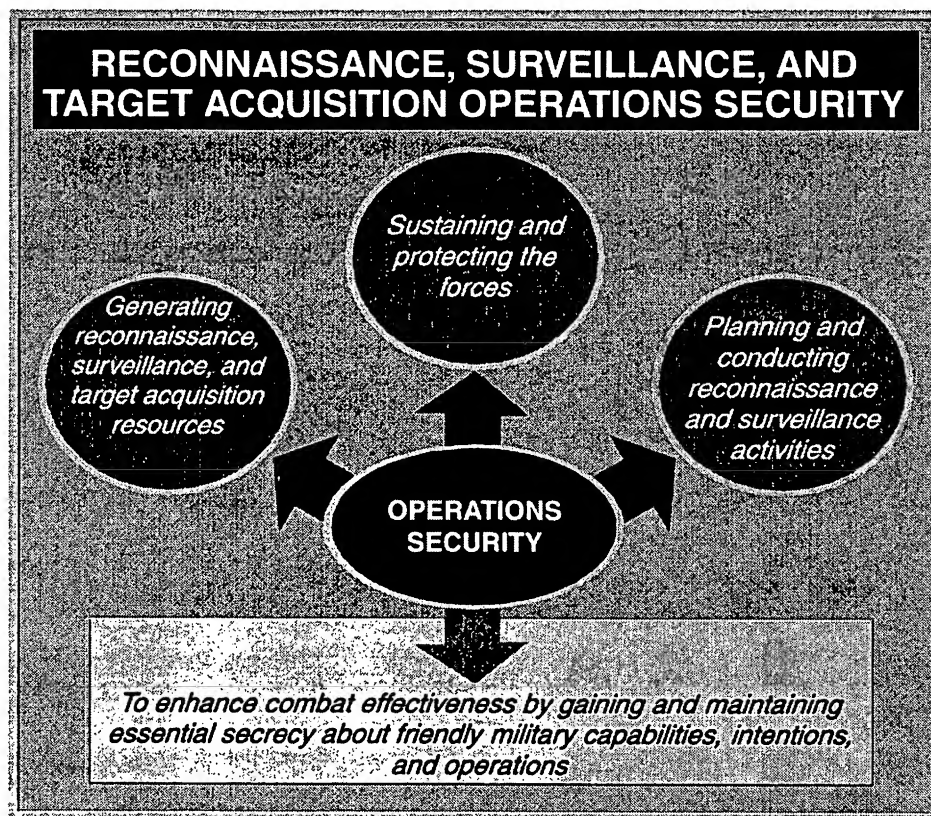 RECONNAISSANCE, SURVEILLANCE, AND
TARGET ACQUISITION OPERATIONS SECURITY
Sustaining and
protecting the
forces
Generating
reconnaissance,
surveillance, and
target acquisition
resources
Planning and
conducting
reconnaissance
and surveillance
activities
OPERATIONS
SECURITY
To enhance combat effectiveness by gaining and maintaining
essential secrecy about friendly military capabilities, intentions,
and operations